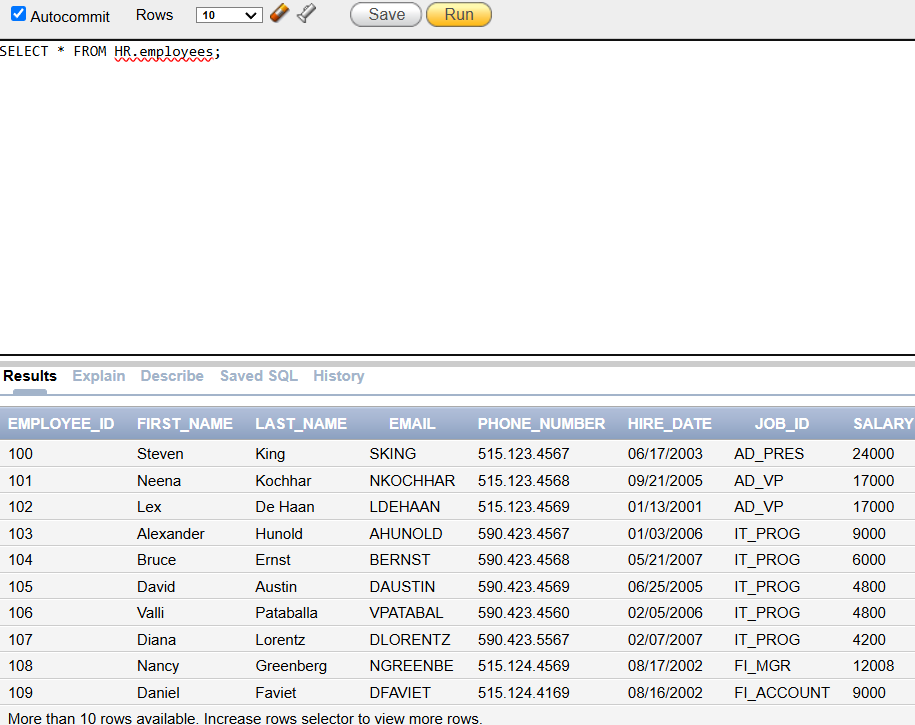 Autocommit Rows 10 Save Run
SELECT * FROM HR.employees;
Results Explain Describe Saved SQL History
EMPLOYEE_ID FIRST_NAME LAST_NAME EMAIL PHONE_NUMBER HIRE_DATE JOB_ID SALARY
100 Steven King SKING 515.123.4567 06/17/2003 AD_PRES 24000
101 Neena Kochhar NKOCHHAR 515.123.4568 09/21/2005 AD_VP 17000
102 Lex De Haan LDEHAAN 515.123.4569 01/13/2001 AD_VP 17000
103 Alexander Hunold AHUNOLD 590.423.4567 01/03/2006 IT_PROG 9000
104 Bruce Ernst BERNST 590.423.4568 05/21/2007 IT_PROG 6000
105 David Austin DAUSTIN 590.423.4569 06/25/2005 IT_PROG 4800
106 Valli Pataballa VPATABAL 590.423.4560 02/05/2006 IT_PROG 4800
107 Diana Lorentz DLORENTZ 590.423.5567 02/07/2007 IT_PROG 4200
108 Nancy Greenberg NGREENBE 515.124.4569 08/17/2002 FI_MGR 12008
109 Daniel Faviet DFAVIET 515.124.4169 08/16/2002 FI_ACCOUNT 9000
More than 10 rows available. Increase rows selector to view more rows.